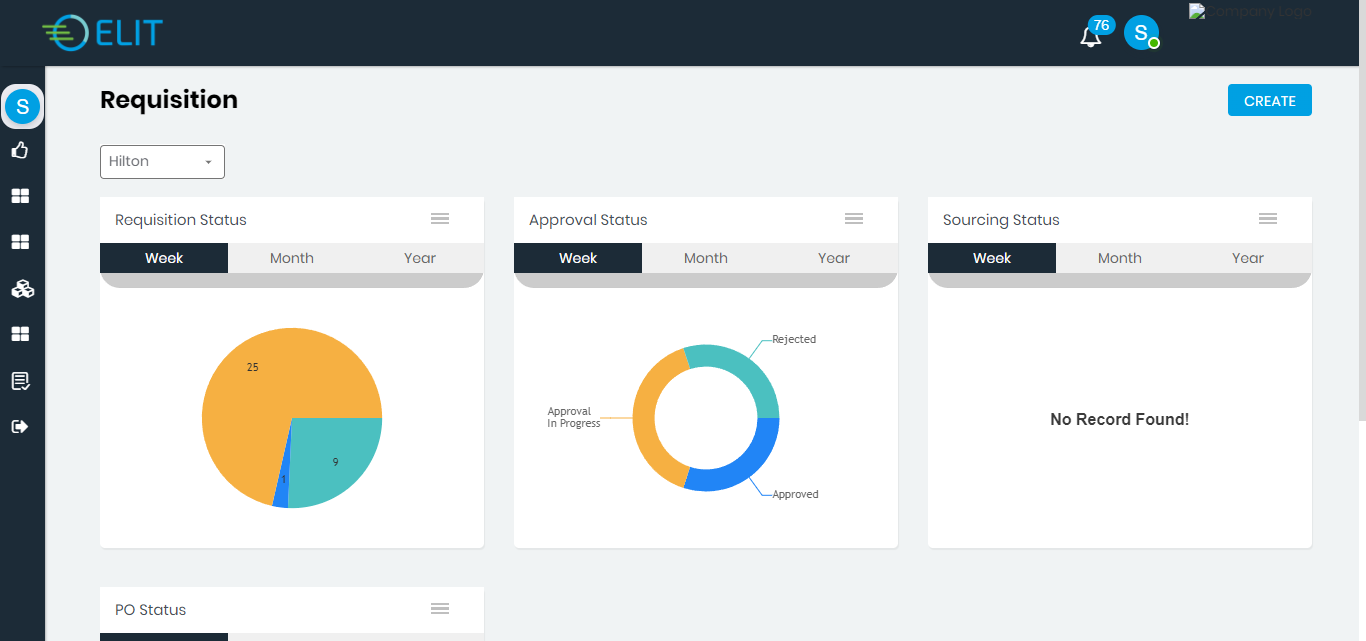 ELIT
76
S
Company Logo
S
Requisition
CREATE
Hilton
Requisition Status
Week Month Year
25
9
1
Approval Status
Week Month Year
Rejected
Approval
In Progress
Approved
Sourcing Status
Week Month Year
No Record Found!
PO Status